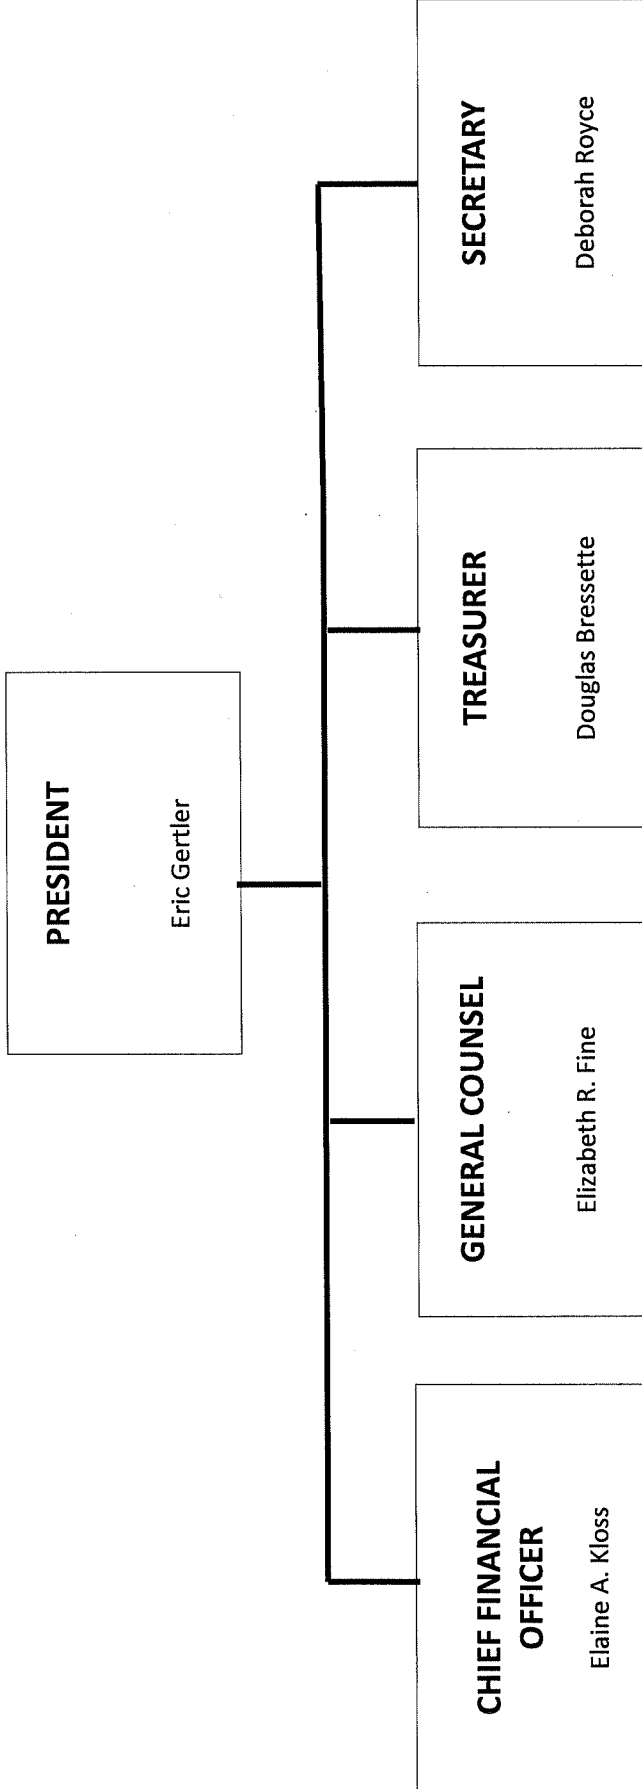 PRESIDENT
Eric Gertler
CHIEF FINANCIAL
OFFICER
Elaine A. Kloss
GENERAL COUNSEL
Elizabeth R. Fine
TREASURER
Douglas Bressette
SECRETARY
Deborah Royce